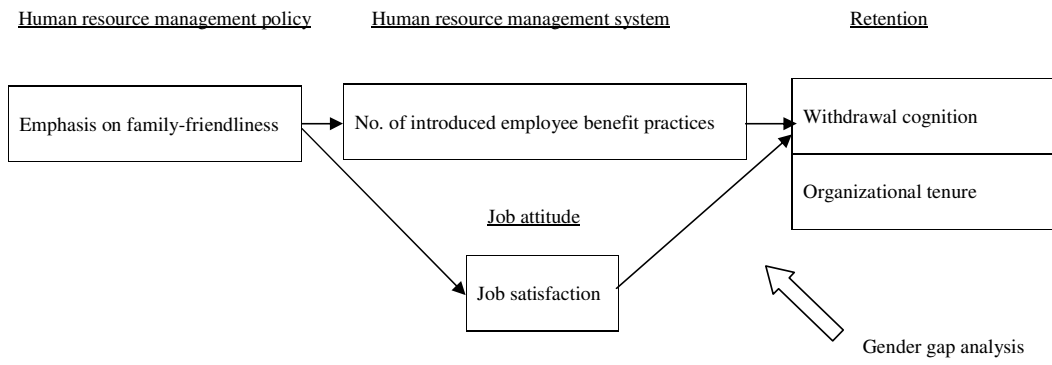 Human resource management policy
Human resource management system
Retention
Emphasis on family-friendliness
No. of introduced employee benefit practices
Withdrawal cognition
Organizational tenure
Job attitude
Job satisfaction
Gender gap analysis